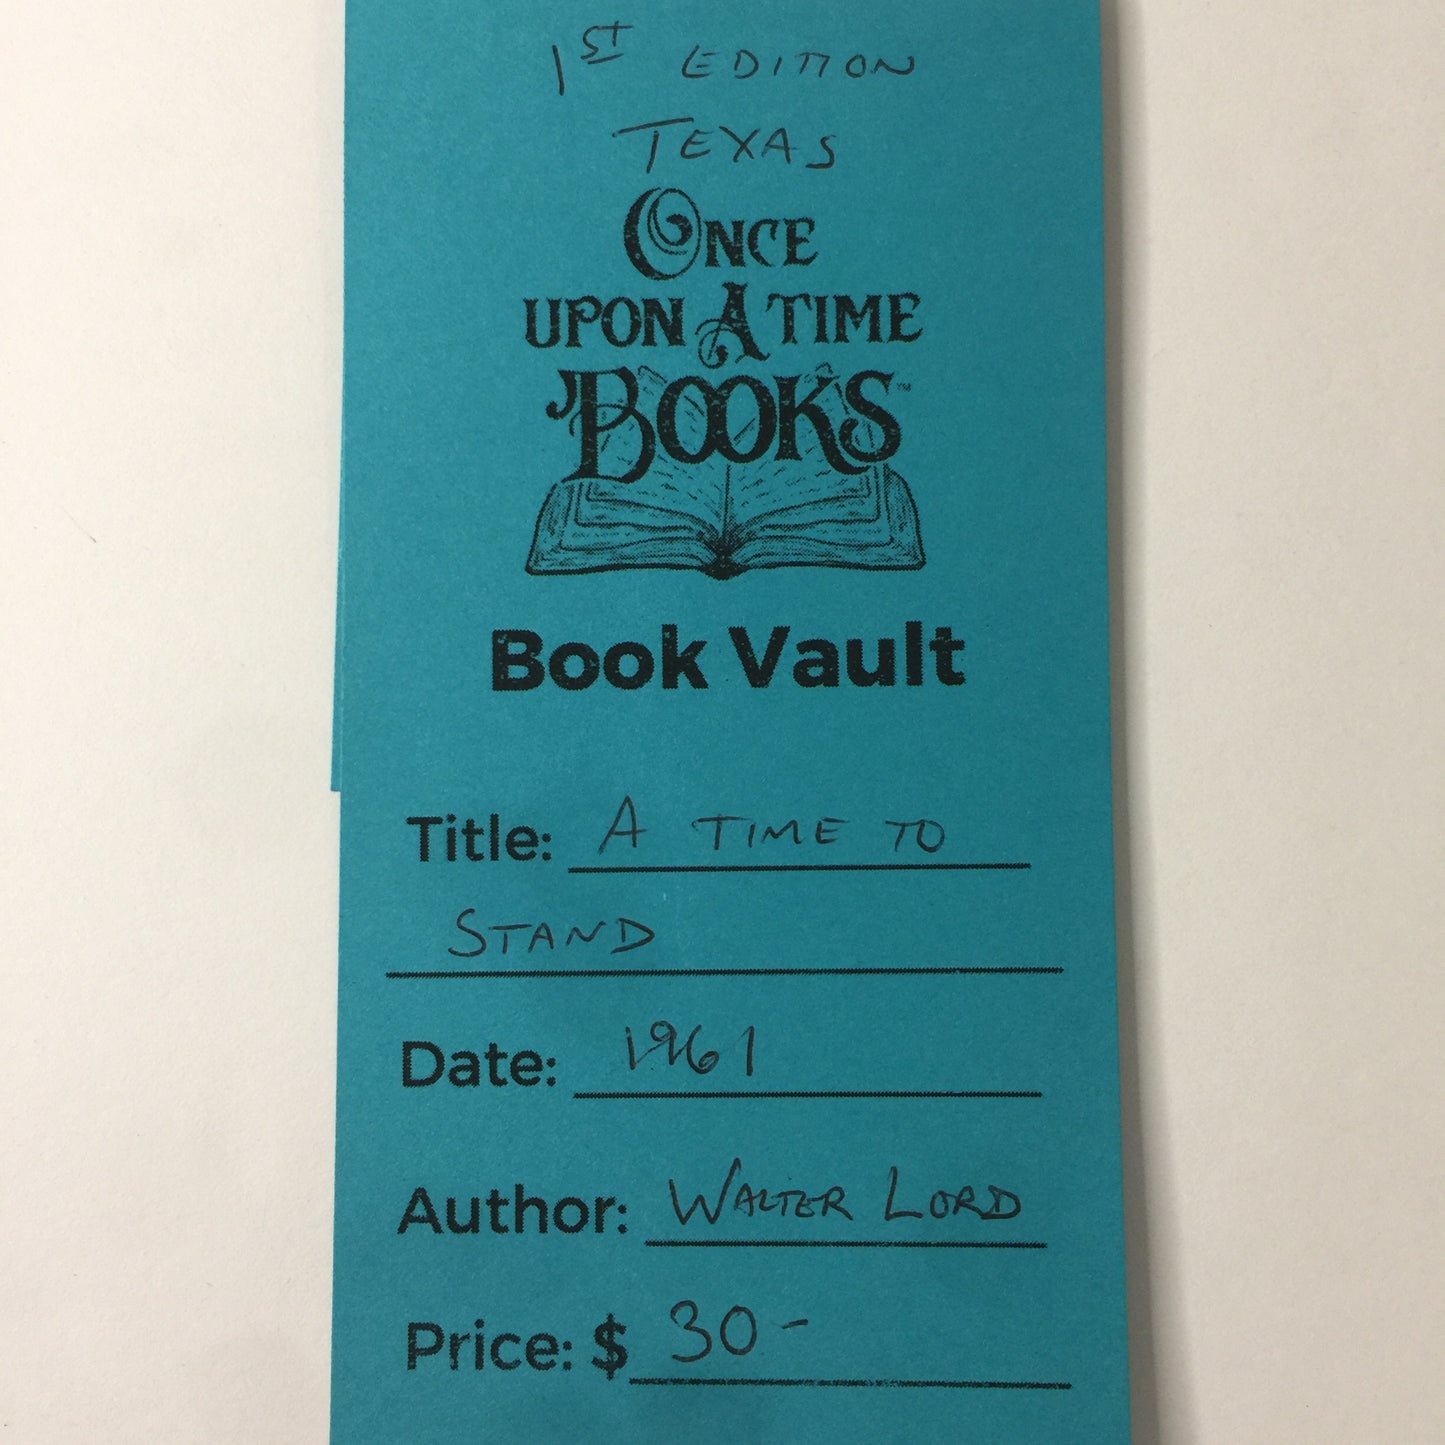 1ST EDITION
TEXAS
ONCE
UPON A TIME
BOOKS™
Book Vault
Title: A TIME TO
STAND
Date: 1961
Author: WALTER LORD
Price: $ 30-